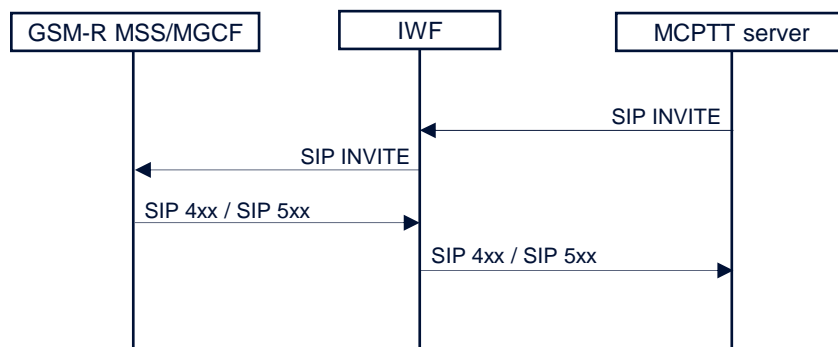 GSM-R MSS/MGCF
IWF
MCPTT server
SIP INVITE
SIP INVITE
SIP 4xx / SIP 5xx
SIP 4xx / SIP 5xx